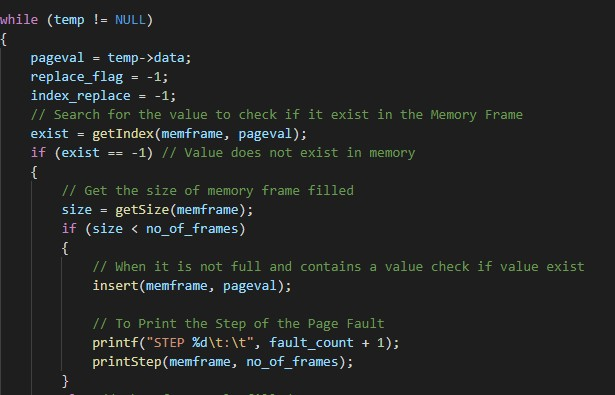 while (temp != NULL)
{
    pageval = temp->data;
    replace_flag = -1;
    index_replace = -1;
    // Search for the value to check if it exist in the Memory Frame
    exist = getIndex(memframe, pageval);
    if (exist == -1) // Value does not exist in memory
    {
        // Get the size of memory frame filled
        size = getSize(memframe);
        if (size < no_of_frames)
        {
            // When it is not full and contains a value check if value exist
            insert(memframe, pageval);

            // To Print the Step of the Page Fault
            printf("STEP %d\t:\t", fault_count + 1);
            printStep(memframe, no_of_frames);
        }